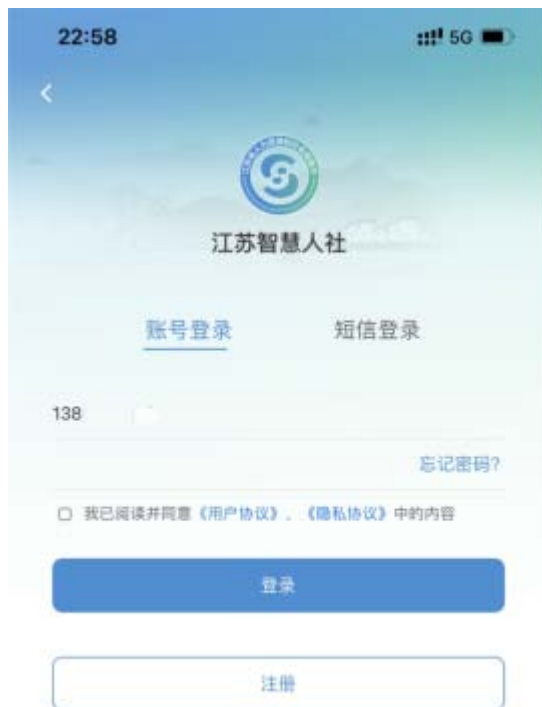 22:58 5G
江苏智慧人社
账号登录 短信登录
138
忘记密码?
我已阅读并同意《用户协议》、《隐私协议》中的内容
登录
注册